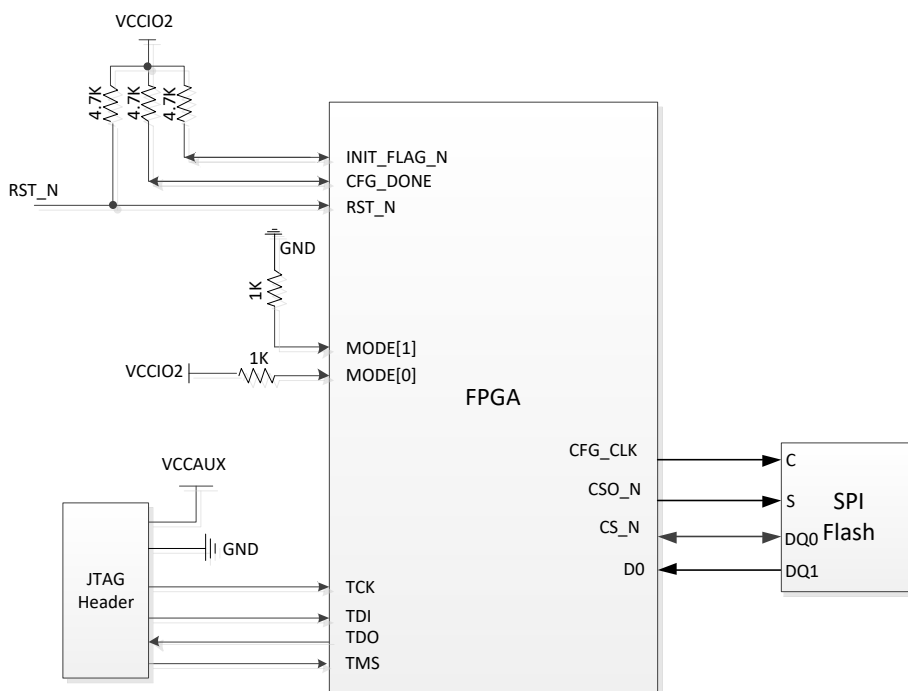 VCCIO2
4.7K
4.7K
4.7K
INIT_FLAG_N
CFG_DONE
RST_N
RST_N
GND
1K
MODE[1]
VCCIO2
1K
MODE[0]
FPGA
VCCAUX
GND
JTAG
Header
TCK
TDI
TDO
TMS
CFG_CLK
CSO_N
CS_N
D0
C
S
DQ0
DQ1
SPI
Flash